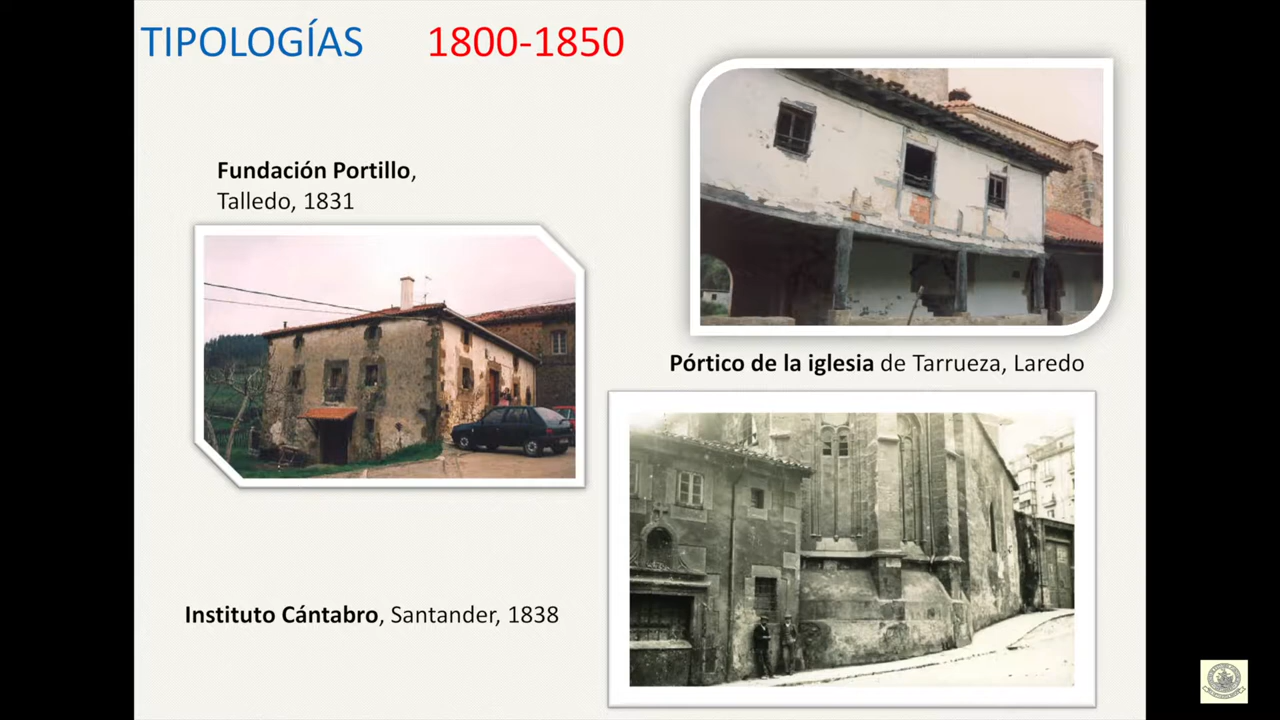 TIPOLOGÍAS 1800-1850
Fundación Portillo,
Talledo, 1831
Pórtico de la iglesia de Tarrueza, Laredo
Instituto Cántabro, Santander, 1838